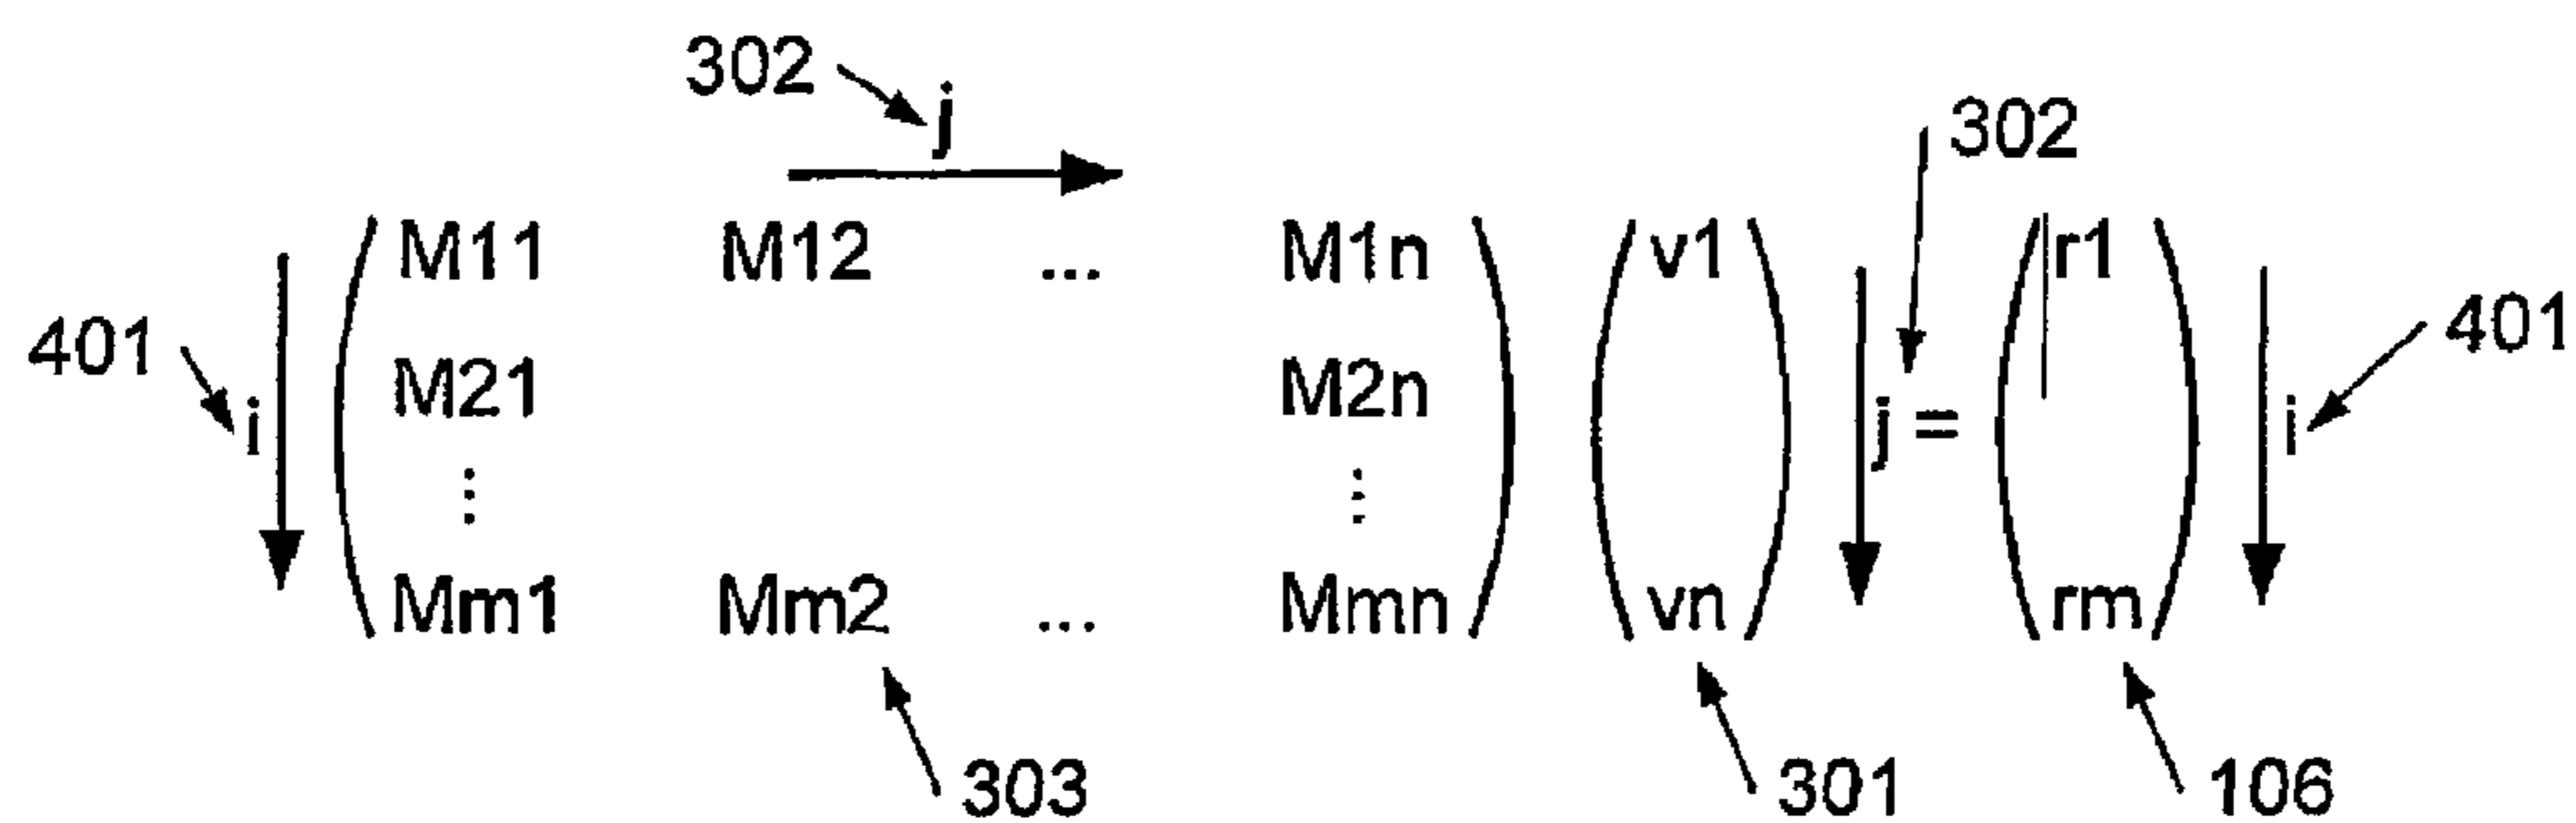 302 j 302
M11 M12 ... M1n v1 r1
401 i M21 M2n j = i 401
⋮ ⋮
Mm1 Mm2 ... Mmn vn rm
303 301 106